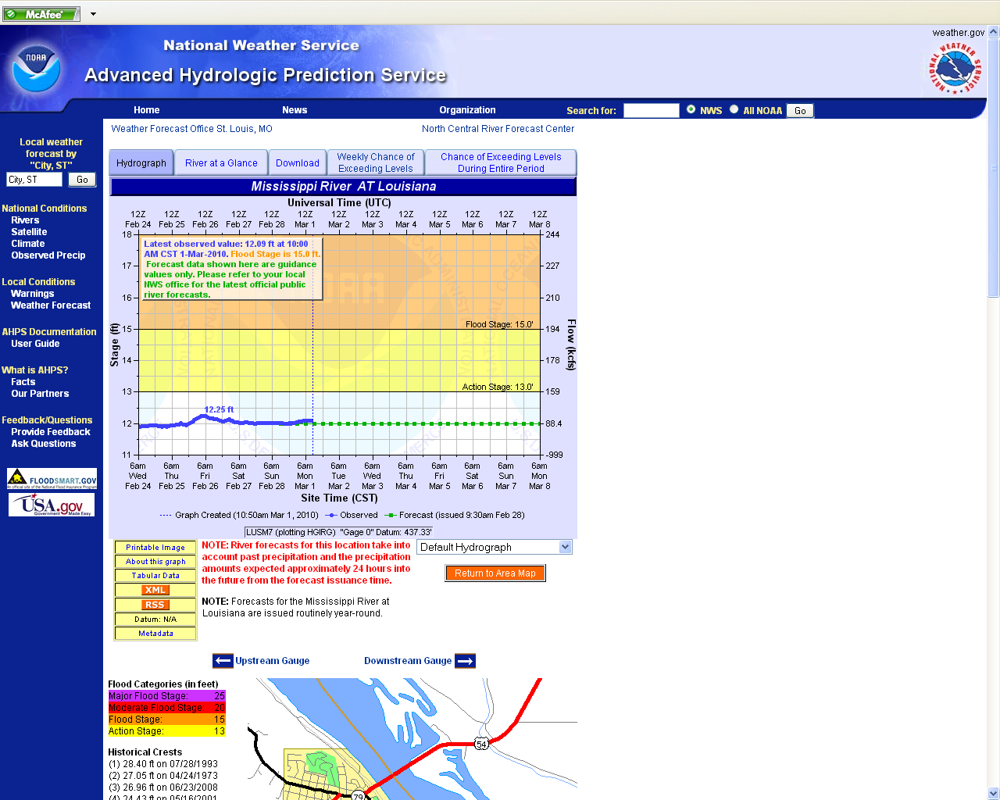 McAfee
weather.gov
NOAA
National Weather Service
Advanced Hydrologic Prediction Service
NATIONAL WEATHER SERVICE
Home News Organization Search for: NWS All NOAA Go
Weather Forecast Office St. Louis, MO North Central River Forecast Center
Local weather
forecast by
"City, ST"
City, ST Go
National Conditions
Rivers
Satellite
Climate
Observed Precip
Local Conditions
Warnings
Weather Forecast
AHPS Documentation
User Guide
What is AHPS?
Facts
Our Partners
Feedback/Questions
Provide Feedback
Ask Questions
FLOODSMART.GOV
An official site of the National Flood Insurance Program
USA.gov
Government Made Easy
Hydrograph River at a Glance Download Weekly Chance of Exceeding Levels Chance of Exceeding Levels During Entire Period
Mississippi River AT Louisiana
Universal Time (UTC)
12Z 12Z 12Z 12Z 12Z 12Z 12Z 12Z 12Z 12Z 12Z 12Z 12Z
Feb 24 Feb 25 Feb 26 Feb 27 Feb 28 Mar 1 Mar 2 Mar 3 Mar 4 Mar 5 Mar 6 Mar 7 Mar 8
18 244
Latest observed value: 12.09 ft at 10:00
AM CST 1-Mar-2010. Flood Stage is 15.0 ft.
Forecast data shown here are guidance
values only. Please refer to your local
NWS office for the latest official public
river forecasts.
17 227
16 210
Flood Stage: 15.0'
15 194
Stage (ft)
Flow (kcfs)
14 178
Action Stage: 13.0'
13 159
12.25 ft
12 88.4
11 -999
6am 6am 6am 6am 6am 6am 6am 6am 6am 6am 6am 6am 6am
Wed Thu Fri Sat Sun Mon Tue Wed Thu Fri Sat Sun Mon
Feb 24 Feb 25 Feb 26 Feb 27 Feb 28 Mar 1 Mar 2 Mar 3 Mar 4 Mar 5 Mar 6 Mar 7 Mar 8
Site Time (CST)
Graph Created (10:50am Mar 1, 2010) Observed Forecast (issued 9:30am Feb 28)
LUSM7 (plotting HGIRG) "Gage 0" Datum: 437.33'
Printable Image
About this graph
Tabular Data
XML
RSS
Datum: N/A
Metadata
NOTE: River forecasts for this location take into
account past precipitation and the precipitation
amounts expected approximately 24 hours into
the future from the forecast issuance time.
NOTE: Forecasts for the Mississippi River at
Louisiana are issued routinely year-round.
Default Hydrograph
Return to Area Map
Upstream Gauge Downstream Gauge
Flood Categories (in feet)
Major Flood Stage: 25
Moderate Flood Stage: 20
Flood Stage: 15
Action Stage: 13
Historical Crests
(1) 28.40 ft on 07/28/1993
(2) 27.05 ft on 04/24/1973
(3) 26.96 ft on 06/23/2008
(4) 24.43 ft on 05/16/2001
54
79